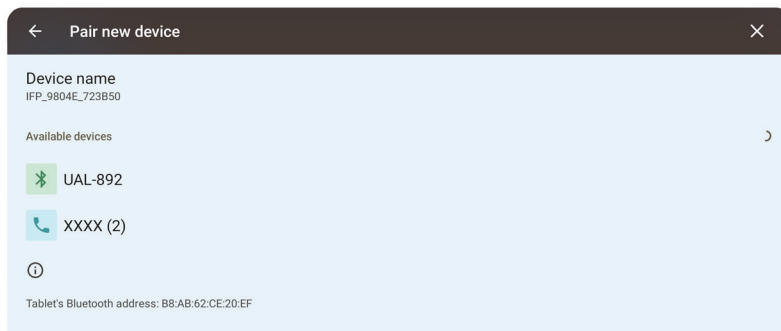 Pair new device
Device name
IFP_9804E_723B50
Available devices
UAL-892
XXXX (2)
Tablet's Bluetooth address: B8:AB:62:CE:20:EF